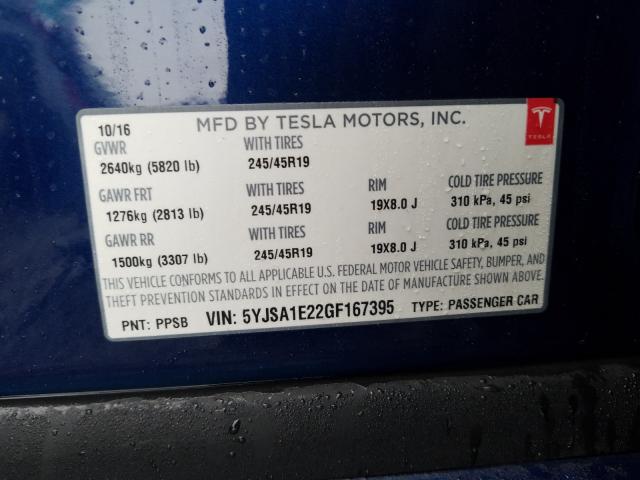 10/16 MFD BY TESLA MOTORS, INC.
TESLA
GVWR WITH TIRES
2640kg (5820 lb) 245/45R19
GAWR FRT WITH TIRES RIM COLD TIRE PRESSURE
1276kg (2813 lb) 245/45R19 19X8.0 J 310 kPa, 45 psi
GAWR RR WITH TIRES RIM COLD TIRE PRESSURE
1500kg (3307 lb) 245/45R19 19X8.0 J 310 kPa, 45 psi
THIS VEHICLE CONFORMS TO ALL APPLICABLE U.S. FEDERAL MOTOR VEHICLE SAFETY, BUMPER, AND
THEFT PREVENTION STANDARDS IN EFFECT ON THE DATE OF MANUFACTURE SHOWN ABOVE.
PNT: PPSB VIN: 5YJSA1E22GF167395 TYPE: PASSENGER CAR